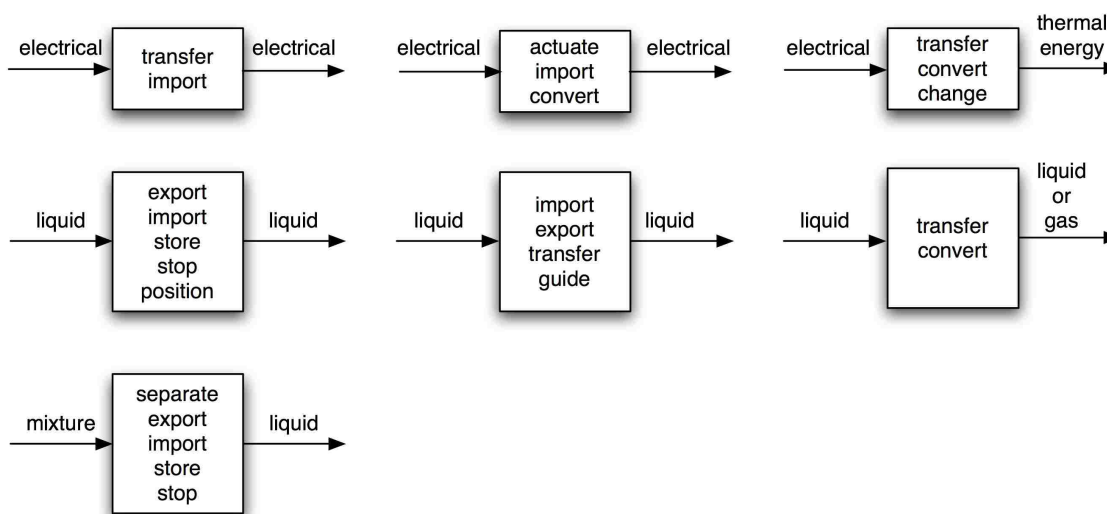 electrical
transfer
import
electrical
electrical
actuate
import
convert
electrical
electrical
transfer
convert
change
thermal
energy
liquid
export
import
store
stop
position
liquid
liquid
import
export
transfer
guide
liquid
liquid
transfer
convert
liquid
or
gas
mixture
separate
export
import
store
stop
liquid